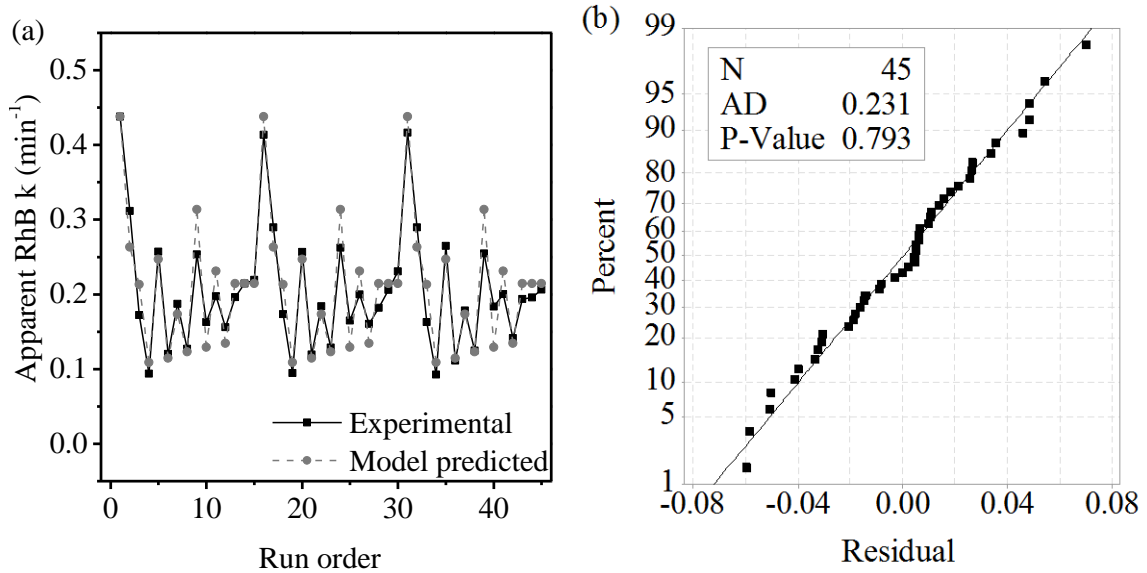 (a)
Apparent RhB k (min⁻¹)
0.5
0.4
0.3
0.2
0.1
0.0
Experimental
Model predicted
0 10 20 30 40
Run order
(b)
Percent
99
95
90
80
70
60
50
40
30
20
10
5
1
N 45
AD 0.231
P-Value 0.793
-0.08 -0.04 0.00 0.04 0.08
Residual